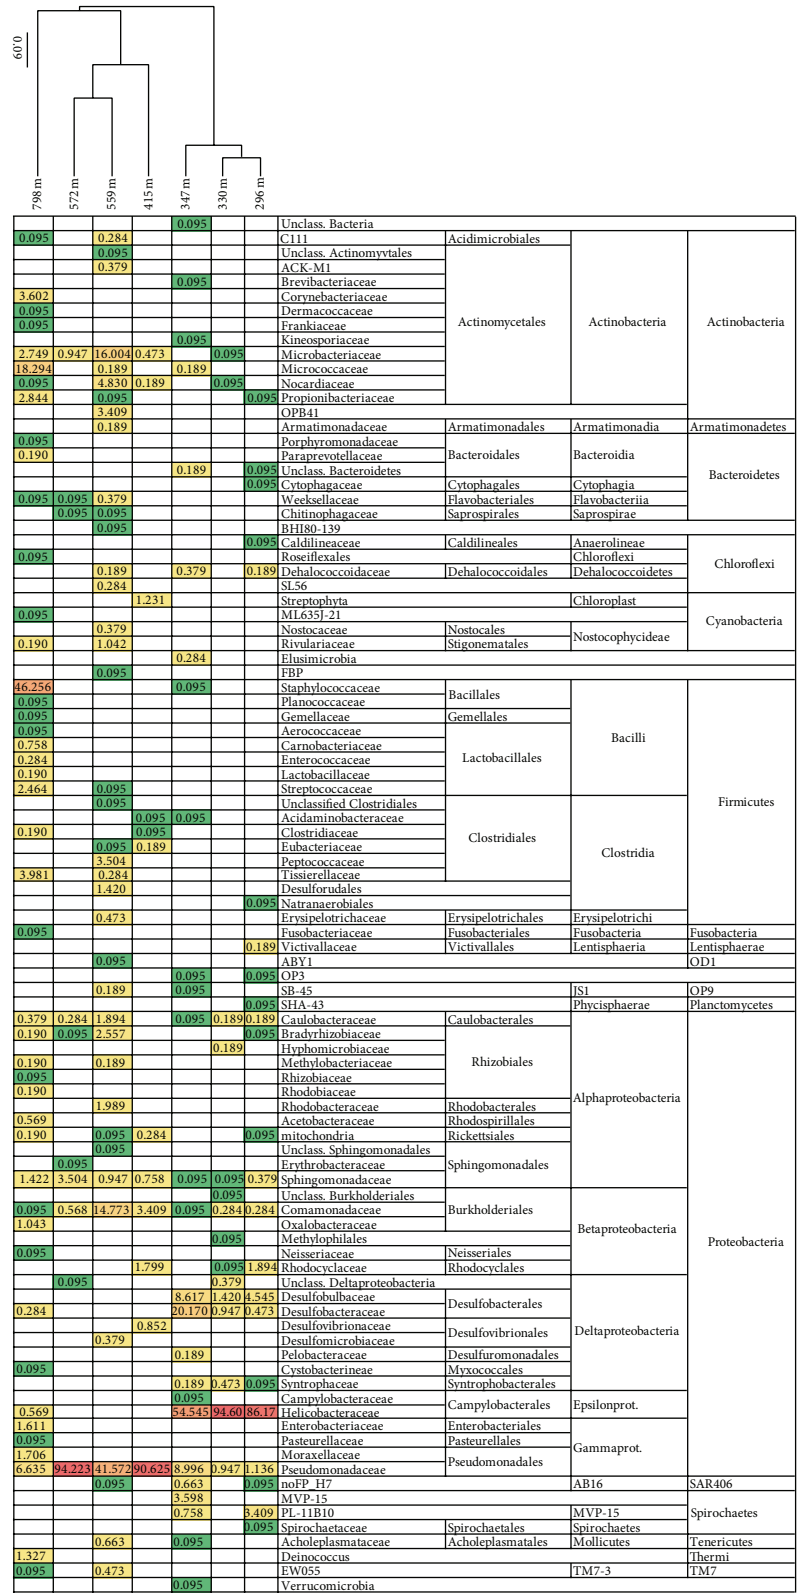 0.09
798 m 572 m 559 m 415 m 347 m 330 m 296 m
0.095 Unclass. Bacteria
0.095 0.284 C111 Acidimicrobiales
0.095 Unclass. Actinomyvtales
0.379 ACK-M1
0.095 Brevibacteriaceae
3.602 Corynebacteriaceae
0.095 Dermacoccaceae
0.095 Frankiaceae Actinomycetales Actinobacteria Actinobacteria
0.095 Kineosporiaceae
2.749 0.947 16.004 0.473 0.095 Microbacteriaceae
18.294 0.189 0.189 Micrococcaceae
0.095 4.830 0.189 0.095 Nocardiaceae
2.844 0.095 0.095 Propionibacteriaceae
3.409 OPB41
0.189 Armatimonadaceae Armatimonadales Armatimonadia Armatimonadetes
0.095 Porphyromonadaceae
0.190 Paraprevotellaceae Bacteroidales Bacteroidia
0.189 0.095 Unclass. Bacteroidetes
0.095 Cytophagaceae Cytophagales Cytophagia Bacteroidetes
0.095 0.095 0.379 Weeksellaceae Flavobacteriales Flavobacteriia
0.095 0.095 Chitinophagaceae Saprospirales Saprospirae
0.095 BHI80-139
0.095 Caldilineaceae Caldilineales Anaerolineae
0.095 Roseiflexales Chloroflexi Chloroflexi
0.189 0.379 0.189 Dehalococcoidaceae Dehalococcoidales Dehalococcoidetes
0.284 SL56
1.231 Streptophyta Chloroplast
0.095 ML635J-21 Cyanobacteria
0.379 Nostocaceae Nostocales Nostocophycideae
0.190 1.042 Rivulariaceae Stigonematales
0.284 Elusimicrobia
0.095 FBP
46.256 0.095 Staphylococcaceae Bacillales
0.095 Planococcaceae
0.095 Gemellaceae Gemellales
0.095 Aerococcaceae Bacilli
0.758 Carnobacteriaceae Lactobacillales
0.284 Enterococcaceae
0.190 Lactobacillaceae
2.464 0.095 Streptococcaceae Firmicutes
0.095 Unclassified Clostridiales
0.095 0.095 Acidaminobacteraceae
0.190 0.095 Clostridiaceae Clostridiales
0.095 0.189 Eubacteriaceae Clostridia
3.504 Peptococcaceae
3.981 0.284 Tissierellaceae
1.420 Desulforudales
0.095 Natranaerobiales
0.473 Erysipelotrichaceae Erysipelotrichales Erysipelotrichi
0.095 Fusobacteriaceae Fusobacteriales Fusobacteria Fusobacteria
0.189 Victivallaceae Victivallales Lentisphaeria Lentisphaerae
0.095 ABY1 OD1
0.095 0.095 OP3
0.189 0.095 SB-45 JS1 OP9
0.095 SHA-43 Phycisphaerae Planctomycetes
0.379 0.284 1.894 0.095 0.189 0.189 Caulobacteraceae Caulobacterales
0.190 0.095 2.557 0.095 Bradyrhizobiaceae
0.189 Hyphomicrobiaceae
0.190 0.189 Methylobacteriaceae Rhizobiales
0.095 Rhizobiaceae
0.190 Rhodobiaceae Alphaproteobacteria
1.989 Rhodobacteraceae Rhodobacterales
0.569 Acetobacteraceae Rhodospirillales
0.190 0.095 0.284 0.095 mitochondria Rickettsiales
0.095 Unclass. Sphingomonadales
0.095 Erythrobacteraceae Sphingomonadales
1.422 3.504 0.947 0.758 0.095 0.095 0.379 Sphingomonadaceae
0.095 Unclass. Burkholderiales
0.095 0.568 14.773 3.409 0.095 0.284 0.284 Comamonadaceae Burkholderiales
1.043 Oxalobacteraceae Betaproteobacteria
0.095 Methylophilales Proteobacteria
0.095 Neisseriaceae Neisseriales
1.799 0.095 1.894 Rhodocyclaceae Rhodocyclales
0.095 0.379 Unclass. Deltaproteobacteria
8.617 1.420 4.545 Desulfobulbaceae Desulfobacterales
0.284 20.170 0.947 0.473 Desulfobacteraceae
0.852 Desulfovibrionaceae Desulfovibrionales Deltaproteobacteria
0.379 Desulfomicrobiaceae
0.189 Pelobacteraceae Desulfuromonadales
0.095 Cystobacterineae Myxococcales
0.189 0.473 0.095 Syntrophaceae Syntrophobacterales
0.095 Campylobacteraceae Campylobacterales Epsilonprot.
0.569 54.545 94.60 86.17 Helicobacteraceae
1.611 Enterobacteriaceae Enterobacteriales
0.095 Pasteurellaceae Pasteurellales Gammaprot.
1.706 Moraxellaceae Pseudomonadales
6.635 94.223 41.572 90.625 8.996 0.947 1.136 Pseudomonadaceae
0.095 0.663 0.095 noFP_H7 AB16 SAR406
3.598 MVP-15
0.758 3.409 PL-11B10 MVP-15 Spirochaetes
0.095 Spirochaetaceae Spirochaetales Spirochaetes
0.663 0.095 Acholeplasmataceae Acholeplasmatales Mollicutes Tenericutes
1.327 Deinococcus Thermi
0.095 0.473 EW055 TM7-3 TM7
0.095 Verrucomicrobia